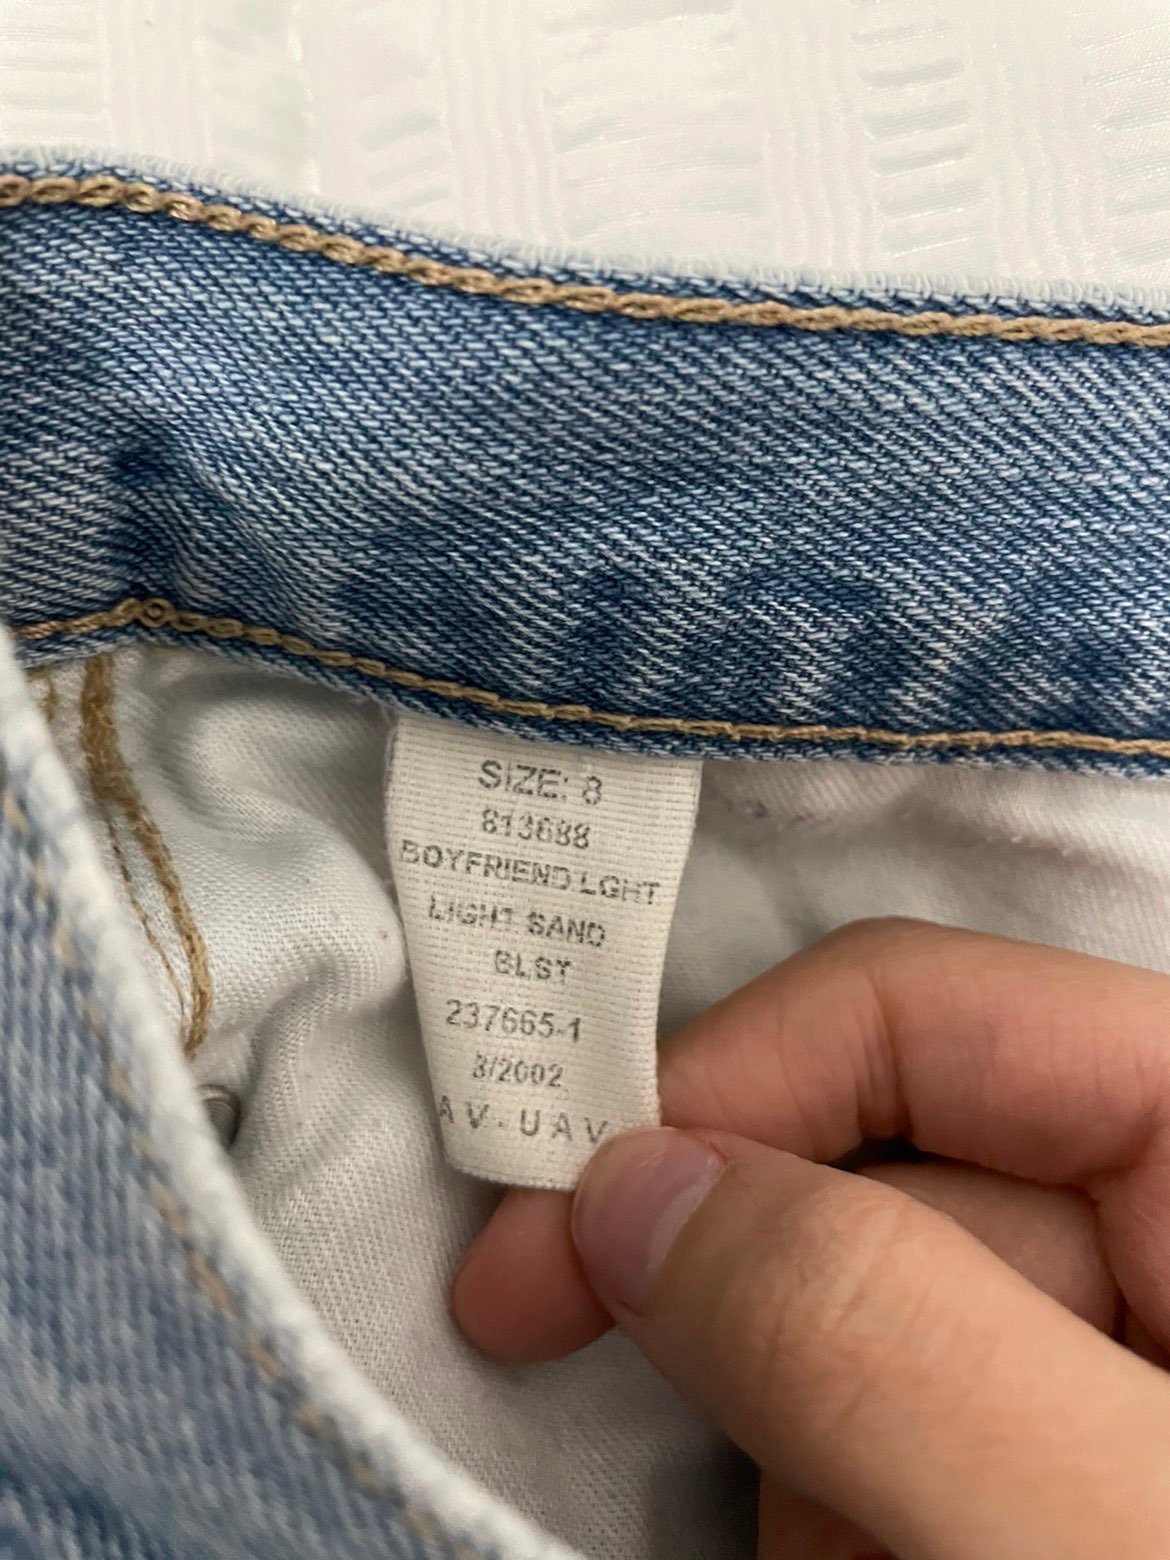 SIZE: 8
813688
BOYFRIEND LGHT
LIGHT SAND
BLST
237665-1
3/2002
AV-UAV